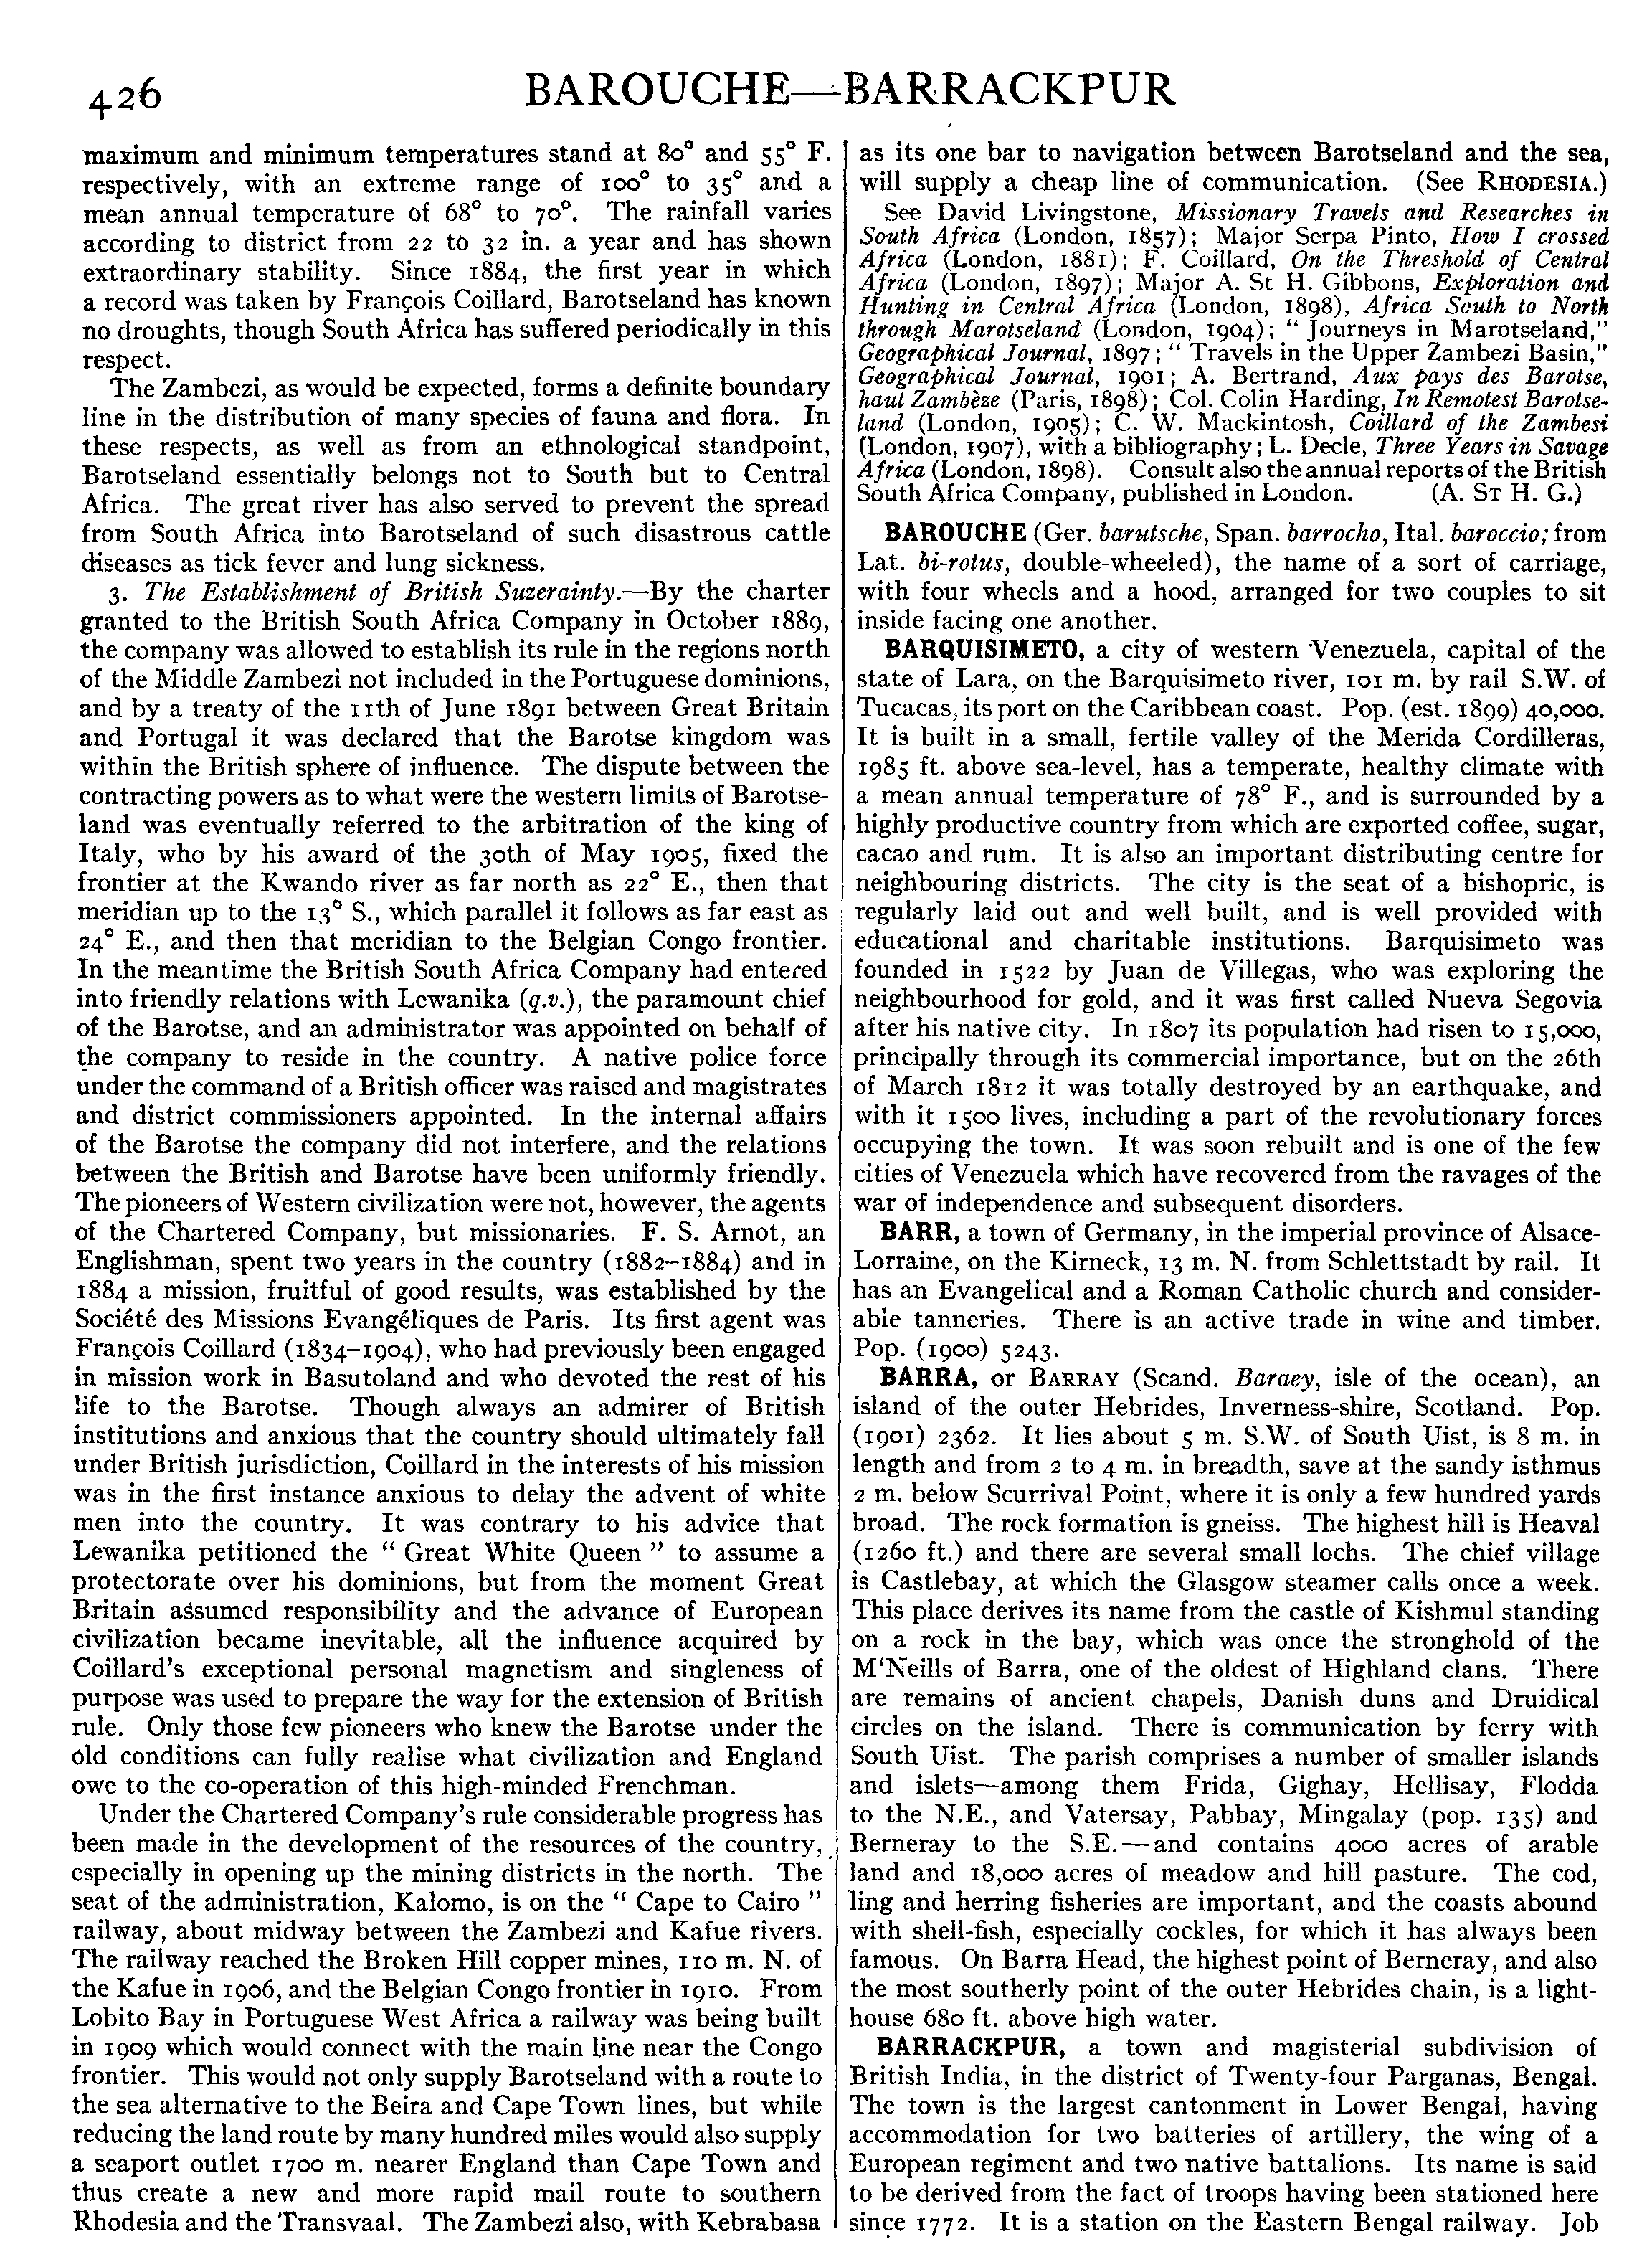 426
BAROUCHE—BARRACKPUR
maximum and minimum temperatures stand at 80° and 55° F.
respectively, with an extreme range of 100° to 35° and a
mean annual temperature of 68° to 70°. The rainfall varies
according to district from 22 to 32 in. a year and has shown
extraordinary stability. Since 1884, the first year in which
a record was taken by François Coillard, Barotseland has known
no droughts, though South Africa has suffered periodically in this
respect.
The Zambezi, as would be expected, forms a definite boundary
line in the distribution of many species of fauna and flora. In
these respects, as well as from an ethnological standpoint,
Barotseland essentially belongs not to South but to Central
Africa. The great river has also served to prevent the spread
from South Africa into Barotseland of such disastrous cattle
diseases as tick fever and lung sickness.
3. The Establishment of British Suzerainty.—By the charter
granted to the British South Africa Company in October 1889,
the company was allowed to establish its rule in the regions north
of the Middle Zambezi not included in the Portuguese dominions,
and by a treaty of the 11th of June 1891 between Great Britain
and Portugal it was declared that the Barotse kingdom was
within the British sphere of influence. The dispute between the
contracting powers as to what were the western limits of Barotse-
land was eventually referred to the arbitration of the king of
Italy, who by his award of the 30th of May 1905, fixed the
frontier at the Kwando river as far north as 22° E., then that
meridian up to the 13° S., which parallel it follows as far east as
24° E., and then that meridian to the Belgian Congo frontier.
In the meantime the British South Africa Company had entered
into friendly relations with Lewanika (q.v.), the paramount chief
of the Barotse, and an administrator was appointed on behalf of
the company to reside in the country. A native police force
under the command of a British officer was raised and magistrates
and district commissioners appointed. In the internal affairs
of the Barotse the company did not interfere, and the relations
between the British and Barotse have been uniformly friendly.
The pioneers of Western civilization were not, however, the agents
of the Chartered Company, but missionaries. F. S. Arnot, an
Englishman, spent two years in the country (1882–1884) and in
1884 a mission, fruitful of good results, was established by the
Société des Missions Evangéliques de Paris. Its first agent was
François Coillard (1834–1904), who had previously been engaged
in mission work in Basutoland and who devoted the rest of his
life to the Barotse. Though always an admirer of British
institutions and anxious that the country should ultimately fall
under British jurisdiction, Coillard in the interests of his mission
was in the first instance anxious to delay the advent of white
men into the country. It was contrary to his advice that
Lewanika petitioned the “ Great White Queen ” to assume a
protectorate over his dominions, but from the moment Great
Britain assumed responsibility and the advance of European
civilization became inevitable, all the influence acquired by
Coillard’s exceptional personal magnetism and singleness of
purpose was used to prepare the way for the extension of British
rule. Only those few pioneers who knew the Barotse under the
old conditions can fully realise what civilization and England
owe to the co-operation of this high-minded Frenchman.
Under the Chartered Company’s rule considerable progress has
been made in the development of the resources of the country,
especially in opening up the mining districts in the north. The
seat of the administration, Kalomo, is on the “ Cape to Cairo ”
railway, about midway between the Zambezi and Kafue rivers.
The railway reached the Broken Hill copper mines, 110 m. N. of
the Kafue in 1906, and the Belgian Congo frontier in 1910. From
Lobito Bay in Portuguese West Africa a railway was being built
in 1909 which would connect with the main line near the Congo
frontier. This would not only supply Barotseland with a route to
the sea alternative to the Beira and Cape Town lines, but while
reducing the land route by many hundred miles would also supply
a seaport outlet 1700 m. nearer England than Cape Town and
thus create a new and more rapid mail route to southern
Rhodesia and the Transvaal. The Zambezi also, with Kebrabasa
as its one bar to navigation between Barotseland and the sea,
will supply a cheap line of communication. (See RHODESIA.)
See David Livingstone, Missionary Travels and Researches in
South Africa (London, 1857); Major Serpa Pinto, How I crossed
Africa (London, 1881); F. Coillard, On the Threshold of Central
Africa (London, 1897); Major A. St H. Gibbons, Exploration and
Hunting in Central Africa (London, 1898), Africa South to North
through Marotseland (London, 1904); “ Journeys in Marotseland,”
Geographical Journal, 1897; “ Travels in the Upper Zambezi Basin,”
Geographical Journal, 1901; A. Bertrand, Aux pays des Barotse,
haut Zambèze (Paris, 1898); Col. Colin Harding, In Remotest Barotse-
land (London, 1905); C. W. Mackintosh, Coillard of the Zambesi
(London, 1907), with a bibliography; L. Decle, Three Years in Savage
Africa (London, 1898). Consult also the annual reports of the British
South Africa Company, published in London. (A. ST H. G.)
BAROUCHE (Ger. barutsche, Span. barrocho, Ital. baroccio; from
Lat. bi-rotus, double-wheeled), the name of a sort of carriage,
with four wheels and a hood, arranged for two couples to sit
inside facing one another.
BARQUISIMETO, a city of western Venezuela, capital of the
state of Lara, on the Barquisimeto river, 101 m. by rail S.W. of
Tucacas, its port on the Caribbean coast. Pop. (est. 1899) 40,000.
It is built in a small, fertile valley of the Merida Cordilleras,
1985 ft. above sea-level, has a temperate, healthy climate with
a mean annual temperature of 78° F., and is surrounded by a
highly productive country from which are exported coffee, sugar,
cacao and rum. It is also an important distributing centre for
neighbouring districts. The city is the seat of a bishopric, is
regularly laid out and well built, and is well provided with
educational and charitable institutions. Barquisimeto was
founded in 1522 by Juan de Villegas, who was exploring the
neighbourhood for gold, and it was first called Nueva Segovia
after his native city. In 1807 its population had risen to 15,000,
principally through its commercial importance, but on the 26th
of March 1812 it was totally destroyed by an earthquake, and
with it 1500 lives, including a part of the revolutionary forces
occupying the town. It was soon rebuilt and is one of the few
cities of Venezuela which have recovered from the ravages of the
war of independence and subsequent disorders.
BARR, a town of Germany, in the imperial province of Alsace-
Lorraine, on the Kirneck, 13 m. N. from Schlettstadt by rail. It
has an Evangelical and a Roman Catholic church and consider-
able tanneries. There is an active trade in wine and timber.
Pop. (1900) 5243.
BARRA, or BARRAY (Scand. Baraey, isle of the ocean), an
island of the outer Hebrides, Inverness-shire, Scotland. Pop.
(1901) 2362. It lies about 5 m. S.W. of South Uist, is 8 m. in
length and from 2 to 4 m. in breadth, save at the sandy isthmus
2 m. below Scurrival Point, where it is only a few hundred yards
broad. The rock formation is gneiss. The highest hill is Heaval
(1260 ft.) and there are several small lochs. The chief village
is Castlebay, at which the Glasgow steamer calls once a week.
This place derives its name from the castle of Kishmul standing
on a rock in the bay, which was once the stronghold of the
M‘Neills of Barra, one of the oldest of Highland clans. There
are remains of ancient chapels, Danish duns and Druidical
circles on the island. There is communication by ferry with
South Uist. The parish comprises a number of smaller islands
and islets—among them Frida, Gighay, Hellisay, Flodda
to the N.E., and Vatersay, Pabbay, Mingalay (pop. 135) and
Berneray to the S.E.—and contains 4000 acres of arable
land and 18,000 acres of meadow and hill pasture. The cod,
ling and herring fisheries are important, and the coasts abound
with shell-fish, especially cockles, for which it has always been
famous. On Barra Head, the highest point of Berneray, and also
the most southerly point of the outer Hebrides chain, is a light-
house 680 ft. above high water.
BARRACKPUR, a town and magisterial subdivision of
British India, in the district of Twenty-four Parganas, Bengal.
The town is the largest cantonment in Lower Bengal, having
accommodation for two batteries of artillery, the wing of a
European regiment and two native battalions. Its name is said
to be derived from the fact of troops having been stationed here
since 1772. It is a station on the Eastern Bengal railway. Job